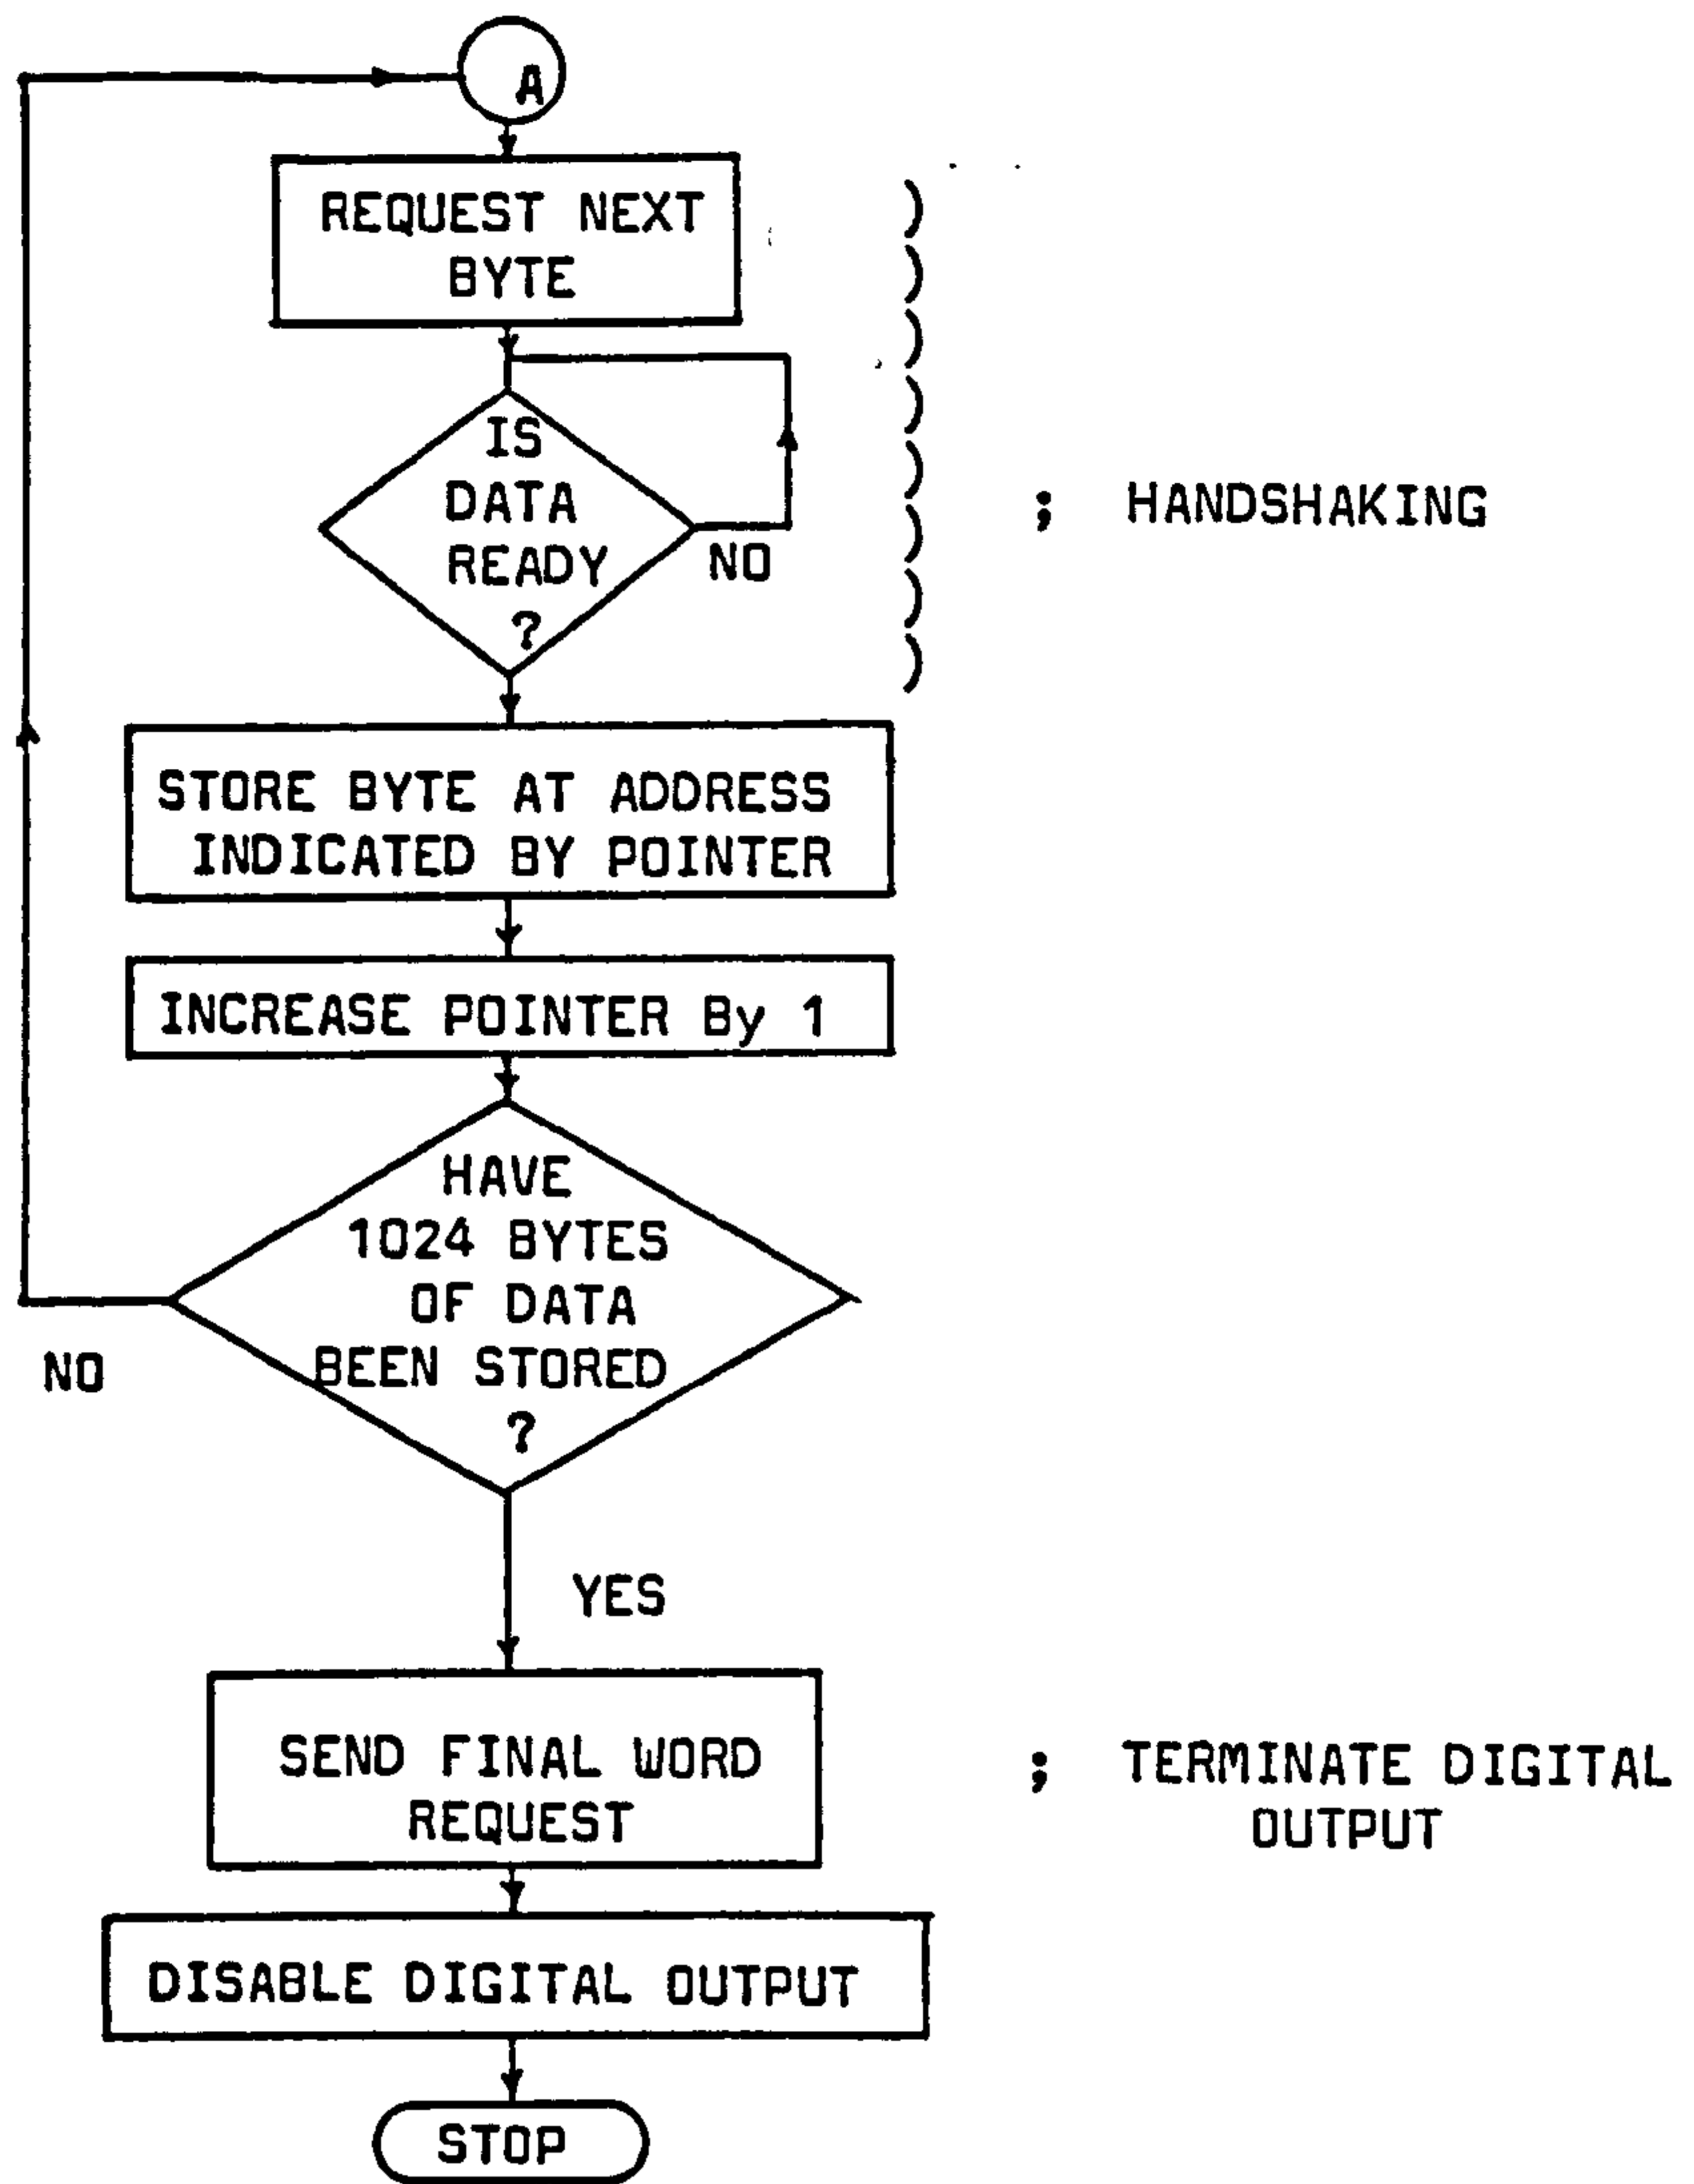 A
REQUEST NEXT
BYTE
)
)
)
)
)
)
)
)
IS
DATA
READY
?
NO
; HANDSHAKING
STORE BYTE AT ADDRESS
INDICATED BY POINTER
INCREASE POINTER By 1
HAVE
1024 BYTES
OF DATA
BEEN STORED
?
NO
YES
SEND FINAL WORD
REQUEST
; TERMINATE DIGITAL
OUTPUT
DISABLE DIGITAL OUTPUT
STOP